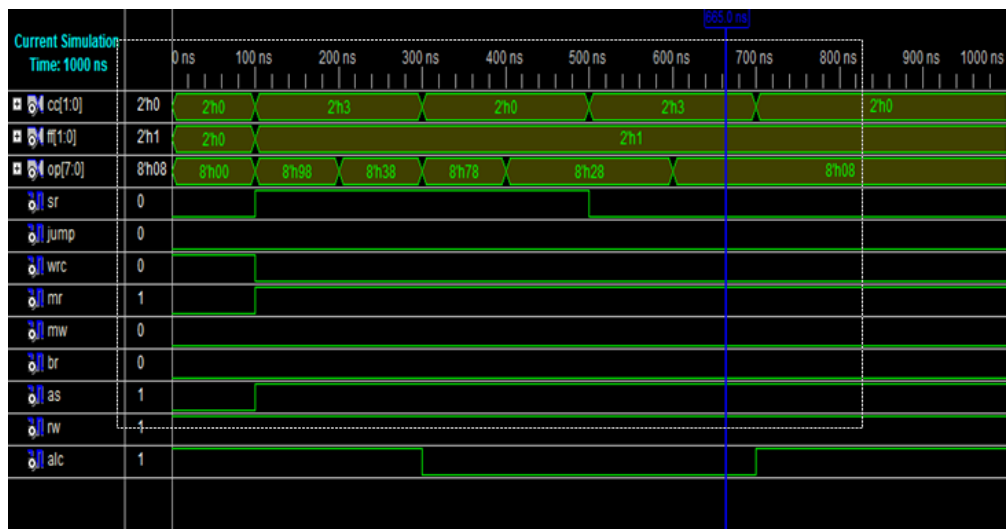 665.0 ns
Current Simulation
Time: 1000 ns
0 ns 100 ns 200 ns 300 ns 400 ns 500 ns 600 ns 700 ns 800 ns 900 ns 1000 ns
cc[1:0] 2'h0 2'h0 2'h3 2'h0 2'h3 2'h0
ff[1:0] 2'h1 2'h0 2'h1
op[7:0] 8'h08 8'h00 8'h98 8'h38 8'h78 8'h28 8'h08
sr 0
jump 0
wrc 0
mr 1
mw 0
br 0
as 1
rw 1
alc 1